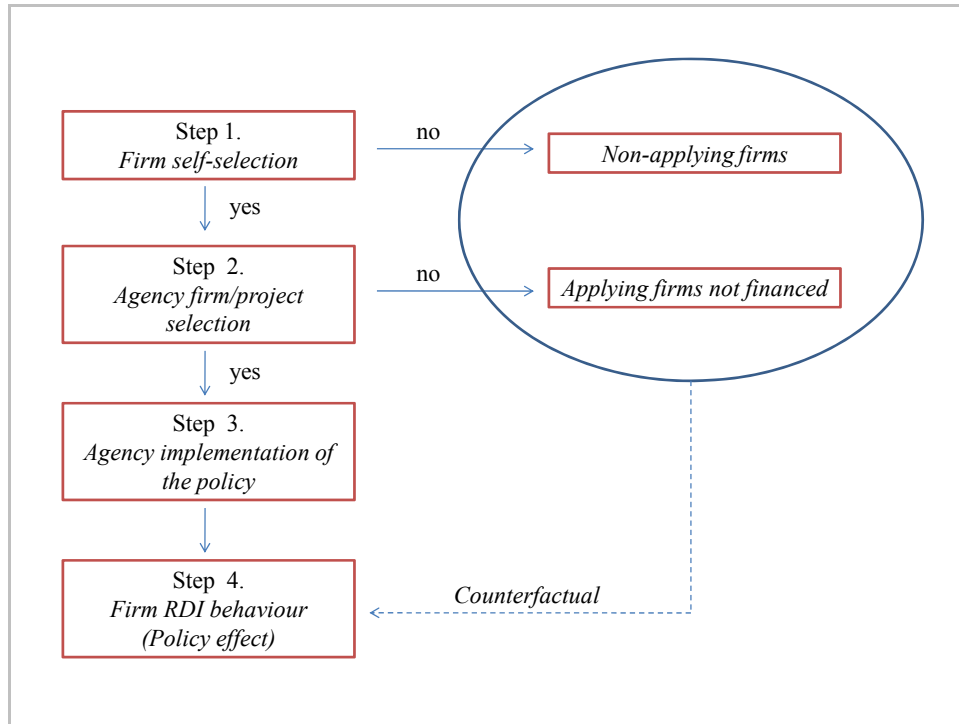 Step 1.
Firm self-selection
no
Non-applying firms
yes
Step 2.
Agency firm/project
selection
no
Applying firms not financed
yes
Step 3.
Agency implementation of
the policy
Step 4.
Firm RDI behaviour
(Policy effect)
Counterfactual